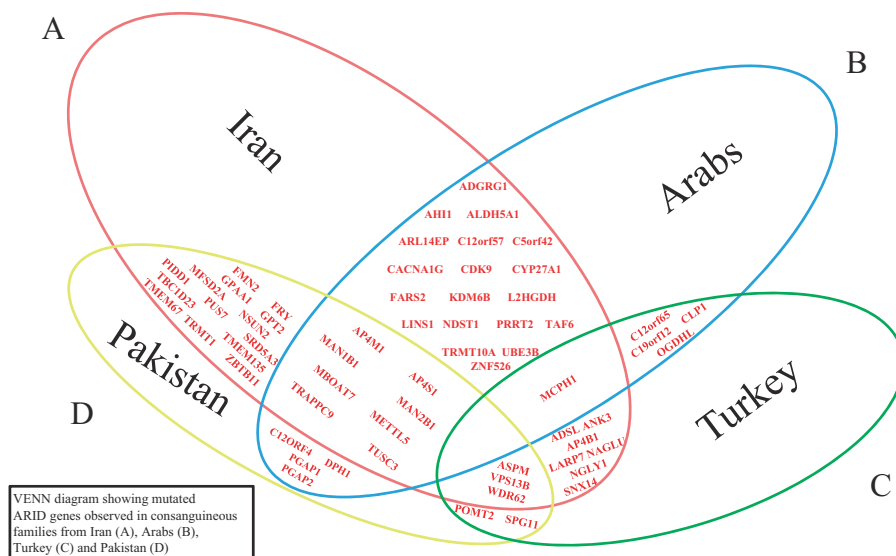 A
B
Iran
Arabs
ADGRG1
AHI1 ALDH5A1
ARL14EP C12orf57 C5orf42
CACNA1G CDK9 CYP27A1
FARS2 KDM6B L2HGDH
LINS1 NDST1 PRRT2 TAF6
TRMT10A UBE3B
ZNF526
C12orf65
CLP1
C19orf12
OGDHL
FMN2
GPAA1
MFSD2A
PIDD1
TBC1D23
TMEM67
FRY
GPT2
NSUN2
PUS7
TRMT1
SRD5A3
TMEM135
ZBTB11
AP4M1
MAN1B1
MBOAT7
TRAPPC9
AP4S1
MAN2B1
METTL5
TUSC3
MCPH1
Turkey
Pakistan
D
C
C12ORF4
PGAP1
PGAP2
DPH1
ADSL ANK3
AP4B1
LARP7 NAGLU
NGLY1
SNX14
ASPM
VPS13B
WDR62
POMT2 SPG11
VENN diagram showing mutated
ARID genes observed in consanguineous
families from Iran (A), Arabs (B),
Turkey (C) and Pakistan (D)